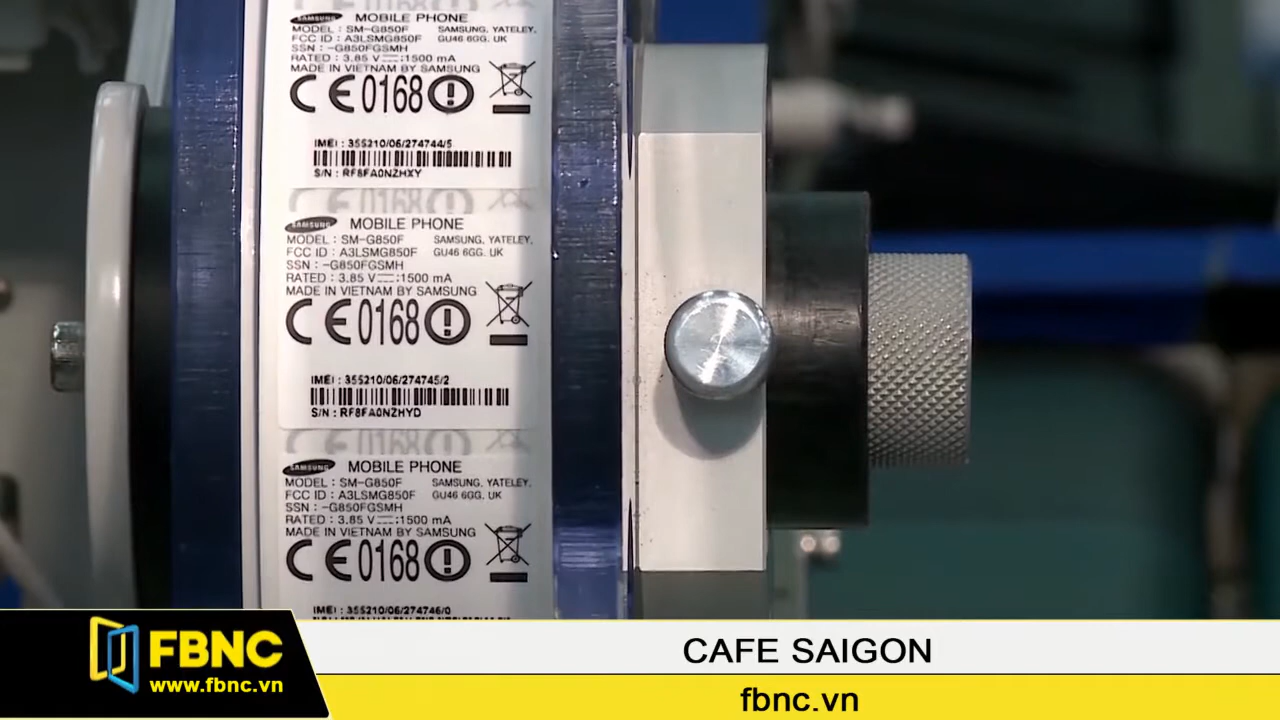 SAMSUNG MOBILE PHONE
MODEL : SM-G850F SAMSUNG, YATELEY,
FCC ID : A3LSMG850F GU46 6GG, UK
SSN : -G850FGSMH
RATED : 3.85 V⎓:1500 mA
MADE IN VIETNAM BY SAMSUNG
CE0168
IMEI : 355210/06/274744/5
S/N : RF8FA0NZHXY
SAMSUNG MOBILE PHONE
MODEL : SM-G850F SAMSUNG, YATELEY,
FCC ID : A3LSMG850F GU46 6GG, UK
SSN : -G850FGSMH
RATED : 3.85 V⎓:1500 mA
MADE IN VIETNAM BY SAMSUNG
CE0168
IMEI : 355210/06/274745/2
S/N : RF8FA0NZHYD
SAMSUNG MOBILE PHONE
MODEL : SM-G850F SAMSUNG, YATELEY,
FCC ID : A3LSMG850F GU46 6GG, UK
SSN : -G850FGSMH
RATED : 3.85 V⎓:1500 mA
MADE IN VIETNAM BY SAMSUNG
CE0168
IMEI : 355210/06/274746/0
FBNC
www.fbnc.vn
CAFE SAIGON
fbnc.vn